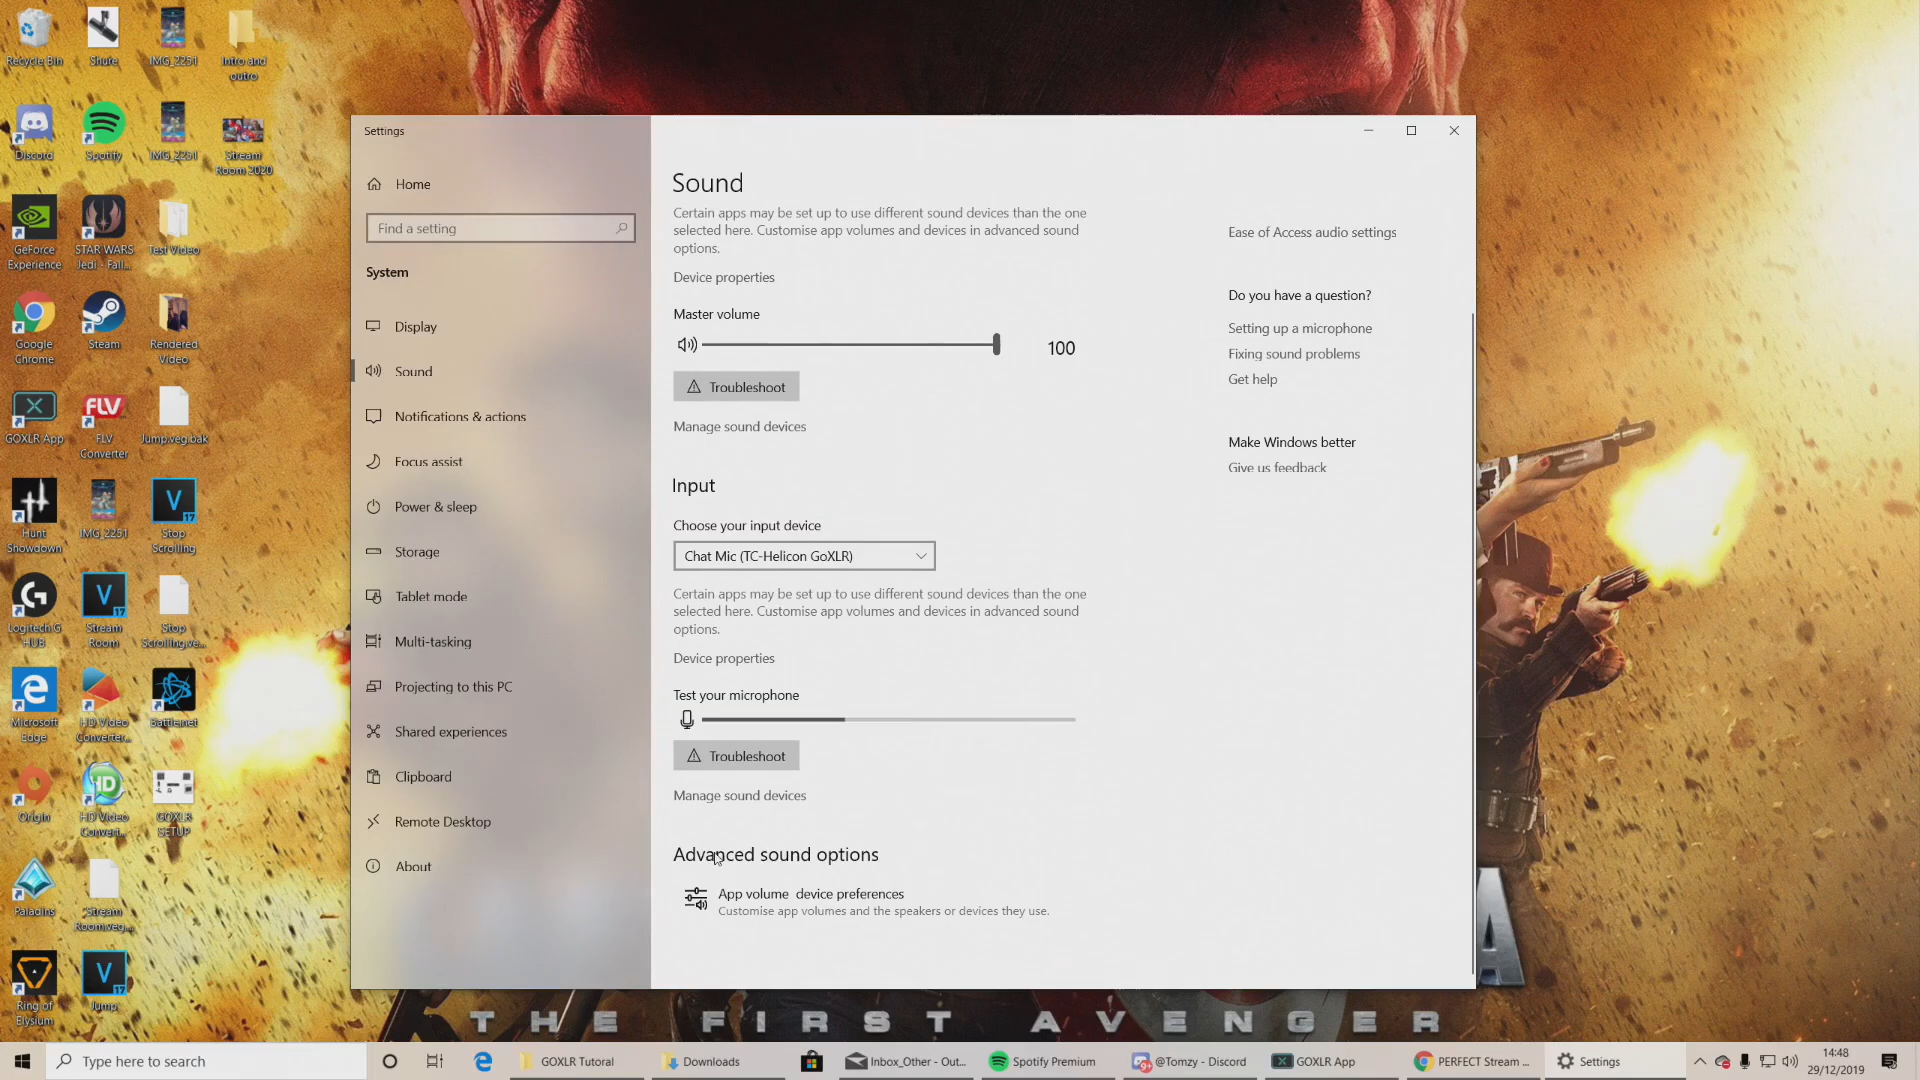 Recycle Bin
Shure
IMG_2251
Intro and
outro
Discord
Spotify
IMG_2251
Stream
Room 2020
GeForce
Experience
STAR WARS
Jedi - Fall...
Test Video
Google
Chrome
Steam
Rendered
Video
GOXLR App
FLV
FLV
Converter
Jump.veg.bak
Hunt
Showdown
IMG_2251
V
17
Stop
Scrolling
Logitech G
HUB
V
17
Stream
Room
Stop
Scrolling.ve...
Microsoft
Edge
HD Video
Converter...
Battle.net
Origin
HD
HD Video
Convert...
GOXLR
SETUP
Paladins
Stream
Room.veg...
Ring of
Elysium
V
17
Jump
Settings
Home
Find a setting
System
Display
Sound
Notifications & actions
Focus assist
Power & sleep
Storage
Tablet mode
Multi-tasking
Projecting to this PC
Shared experiences
Clipboard
Remote Desktop
About
Sound
Certain apps may be set up to use different sound devices than the one
selected here. Customise app volumes and devices in advanced sound
options.
Device properties
Master volume
100
Troubleshoot
Manage sound devices
Input
Choose your input device
Chat Mic (TC-Helicon GoXLR)
Certain apps may be set up to use different sound devices than the one
selected here. Customise app volumes and devices in advanced sound
options.
Device properties
Test your microphone
Troubleshoot
Manage sound devices
Advanced sound options
App volume device preferences
Customise app volumes and the speakers or devices they use.
Ease of Access audio settings
Do you have a question?
Setting up a microphone
Fixing sound problems
Get help
Make Windows better
Give us feedback
A
THE FIRST AVENGER
Type here to search
GOXLR Tutorial
Downloads
Inbox_Other - Out...
Spotify Premium
9+
@Tomzy - Discord
GOXLR App
PERFECT Stream ...
Settings
14:48
29/12/2019